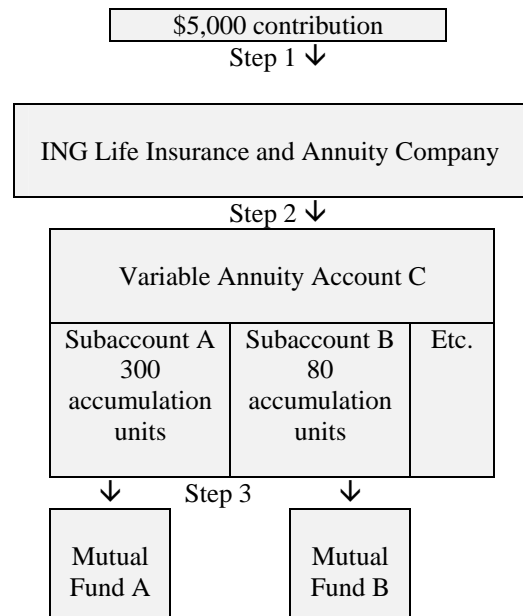 $5,000 contribution
Step 1 ↓
ING Life Insurance and Annuity Company
Step 2 ↓
Variable Annuity Account C
Subaccount A
300
accumulation
units
Subaccount B
80
accumulation
units
Etc.
↓ Step 3 ↓
Mutual
Fund A
Mutual
Fund B